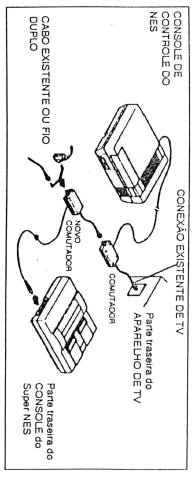 CONSOLE DE
CONTROLE DO
NES
CONEXÃO EXISTENTE DE TV
Parte traseira do
APARELHO DE TV
COMUTADOR
NOVO
COMUTADOR
CABO EXISTENTE OU FIO
DUPLO
Parte traseira do
CONSOLE do
Super NES